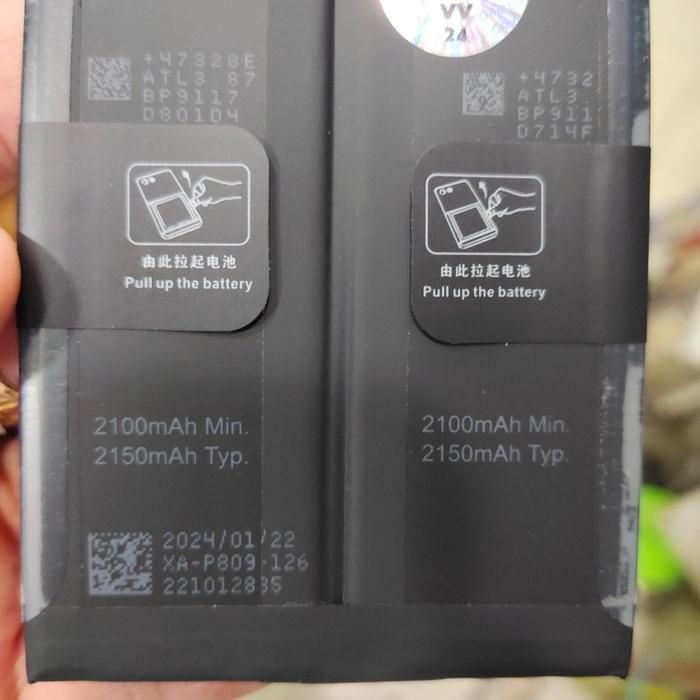 VV
24
+47328E
ATL3.87
BP9117
D801D4
+4732
ATL3.
BP911
D714F
由此拉起电池
Pull up the battery
由此拉起电池
Pull up the battery
2100mAh Min.
2150mAh Typ.
2100mAh Min.
2150mAh Typ.
2024/01/22
XA-P809-126